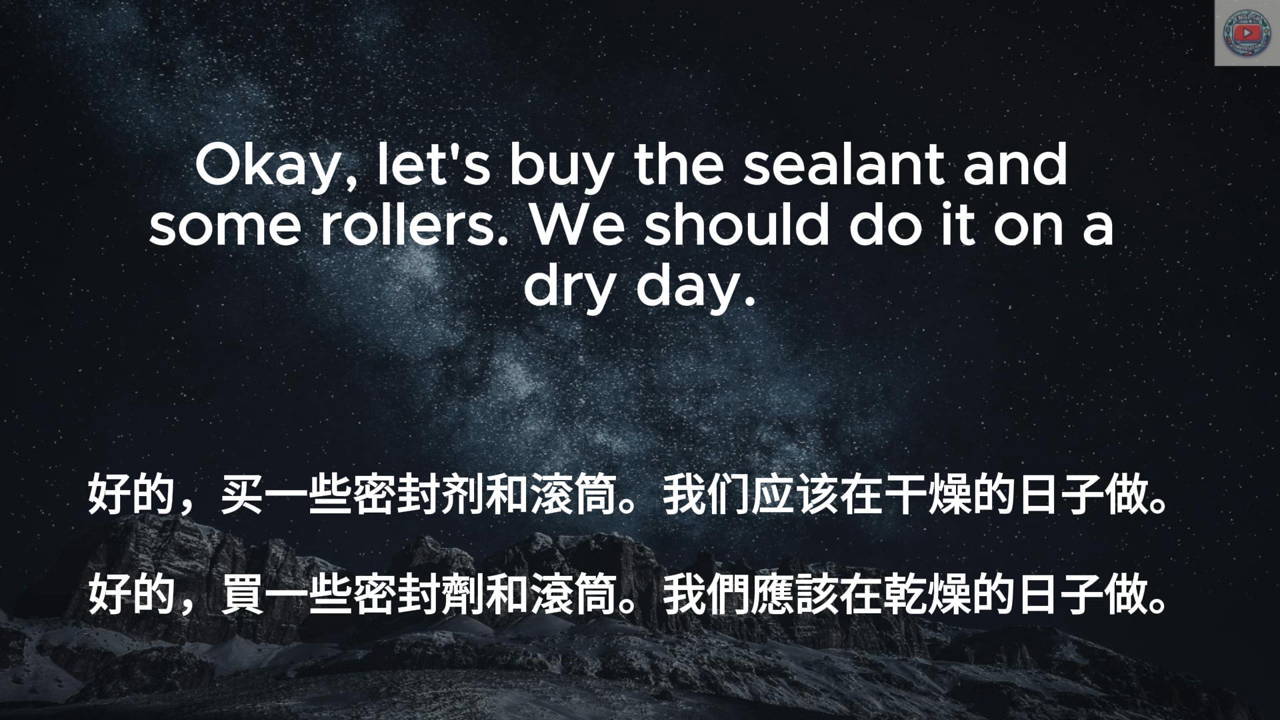 Okay, let's buy the sealant and
some rollers. We should do it on a
dry day.
好的，买一些密封剂和滚筒。我们应该在干燥的日子做。
好的，買一些密封劑和滾筒。我們應該在乾燥的日子做。